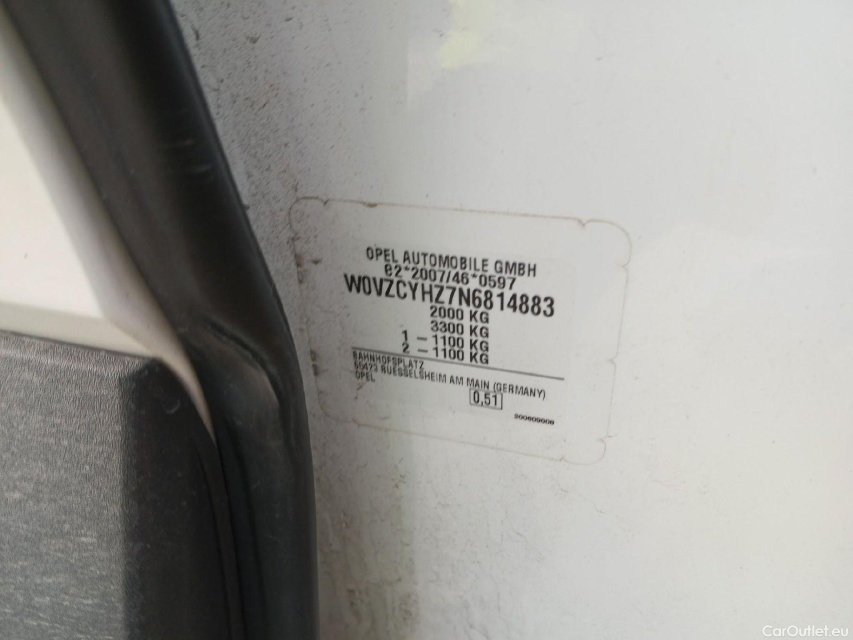 OPEL AUTOMOBILE GMBH
e2*2007/46*0597
W0VZCYHZ7N6814883
2000 KG
3300 KG
1 – 1100 KG
2 – 1100 KG
BAHNHOFSPLATZ
65423 RUESSELSHEIM AM MAIN (GERMANY)
OPEL
0,51
CarOutlet.eu